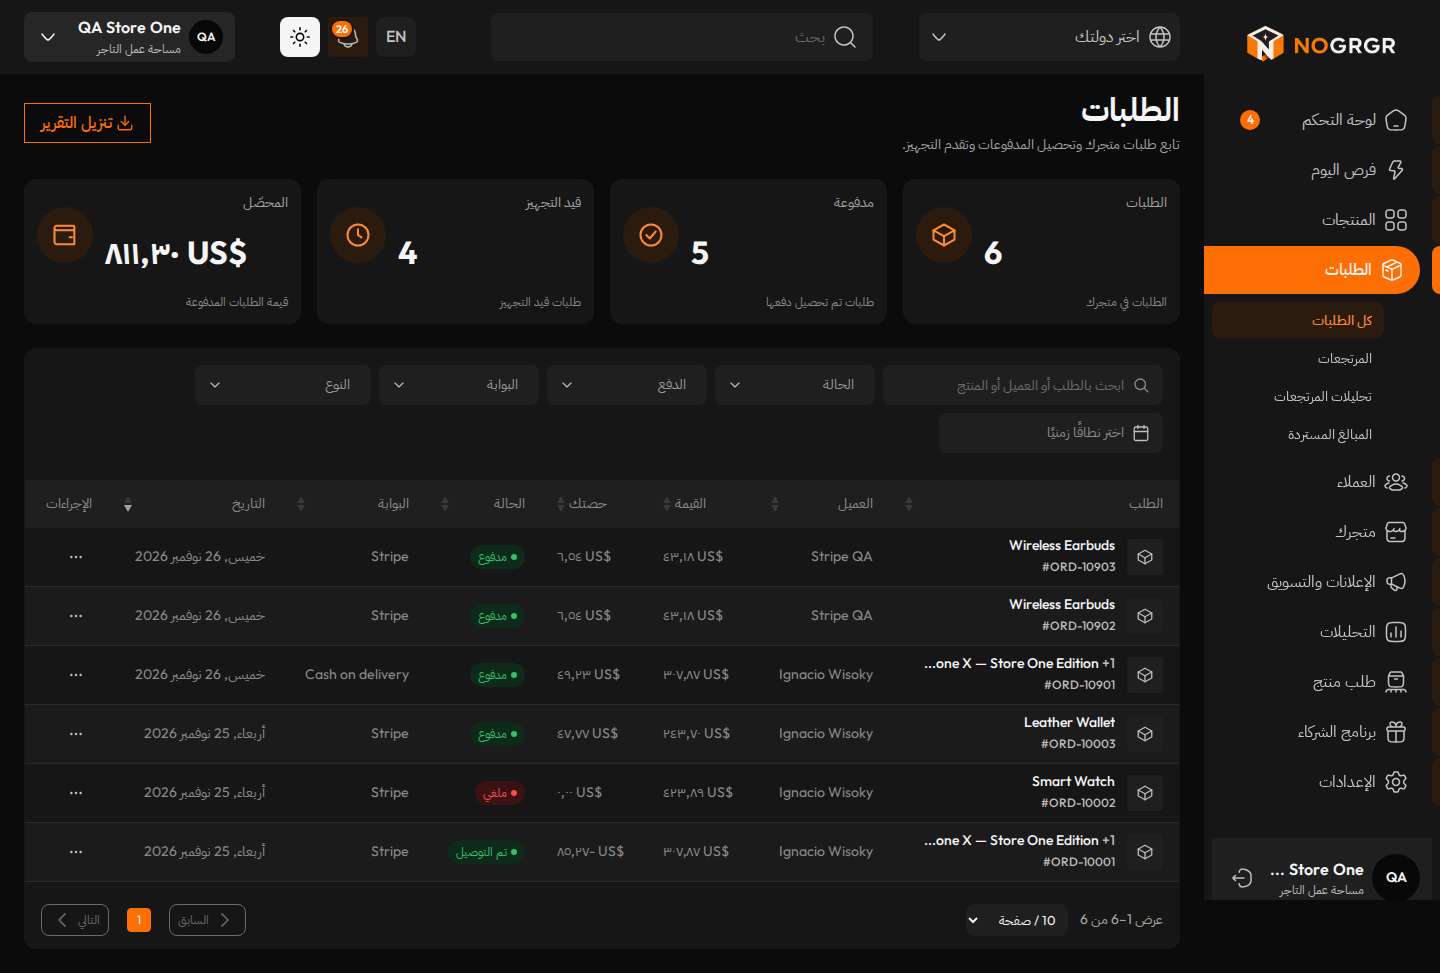 NOGRGR
اختر دولتك
بحث
EN
26
QA Store One
مساحة عمل التاجر
QA
لوحة التحكم
4
فرص اليوم
المنتجات
الطلبات
كل الطلبات
المرتجعات
تحليلات المرتجعات
المبالغ المستردة
العملاء
متجرك
الإعلانات والتسويق
التحليلات
طلب منتج
برنامج الشركاء
الإعدادات
QA
... Store One
مساحة عمل التاجر
الطلبات
تابع طلبات متجرك وتحصيل المدفوعات وتقدم التجهيز.
تنزيل التقرير
الطلبات
6
الطلبات في متجرك
مدفوعة
5
طلبات تم تحصيل دفعها
قيد التجهيز
4
طلبات قيد التجهيز
المحصّل
٨١١,٣٠ US$
قيمة الطلبات المدفوعة
ابحث بالطلب أو العميل أو المنتج
الحالة
الدفع
البوابة
النوع
اختر نطاقًا زمنيًا
الطلب العميل القيمة حصتك الحالة البوابة التاريخ الإجراءات
Wireless Earbuds
#ORD-10903
Stripe QA
٤٣,١٨ US$
٦,٥٤ US$
مدفوع
Stripe
خميس, 26 نوفمبر 2026
Wireless Earbuds
#ORD-10902
Stripe QA
٤٣,١٨ US$
٦,٥٤ US$
مدفوع
Stripe
خميس, 26 نوفمبر 2026
...one X — Store One Edition +1
#ORD-10901
Ignacio Wisoky
٣٠٧,٨٧ US$
٤٩,٢٣ US$
مدفوع
Cash on delivery
خميس, 26 نوفمبر 2026
Leather Wallet
#ORD-10003
Ignacio Wisoky
٢٤٣,٧٠ US$
٤٧,٧٧ US$
مدفوع
Stripe
أربعاء, 25 نوفمبر 2026
Smart Watch
#ORD-10002
Ignacio Wisoky
٤٢٣,٨٩ US$
٠,٠٠ US$
ملغي
Stripe
أربعاء, 25 نوفمبر 2026
...one X — Store One Edition +1
#ORD-10001
Ignacio Wisoky
٣٠٧,٨٧ US$
٨٥,٢٧- US$
تم التوصيل
Stripe
أربعاء, 25 نوفمبر 2026
عرض 1–6 من 6
10 / صفحة
السابق
1
التالي